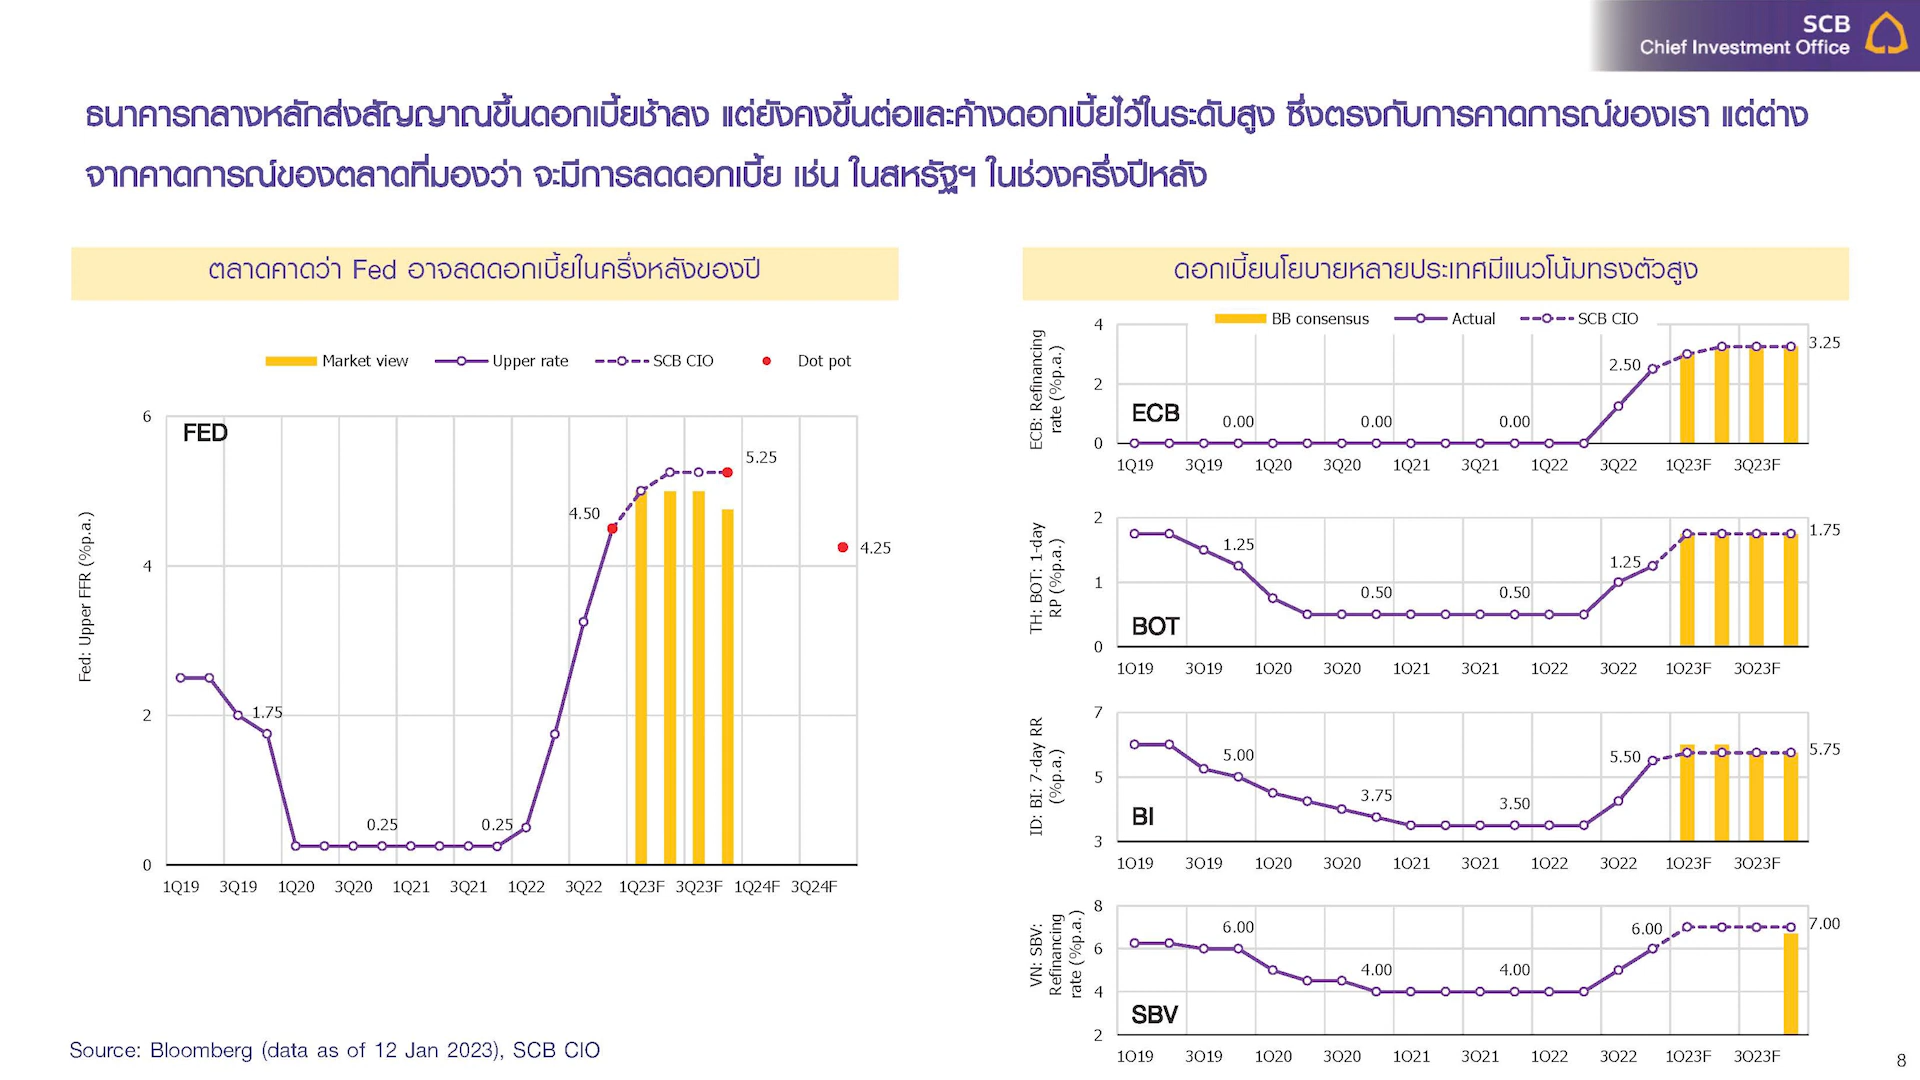 SCB
Chief Investment Office
ธนาคารกลางหลักส่งสัญญาณขึ้นดอกเบี้ยช้าลง แต่ยังคงขึ้นต่อและค้างดอกเบี้ยไว้ในระดับสูง ซึ่งตรงกับการคาดการณ์ของเรา แต่ต่าง
จากคาดการณ์ของตลาดที่มองว่า จะมีการลดดอกเบี้ย เช่น ในสหรัฐฯ ในช่วงครึ่งปีหลัง
ตลาดคาดว่า Fed อาจลดดอกเบี้ยในครึ่งหลังของปี
Market view Upper rate SCB CIO Dot pot
Fed: Upper FFR (%p.a.)
FED
6
4
2
0
1.75
0.25
0.25
4.50
5.25
4.25
1Q19 3Q19 1Q20 3Q20 1Q21 3Q21 1Q22 3Q22 1Q23F 3Q23F 1Q24F 3Q24F
ดอกเบี้ยนโยบายหลายประเทศมีแนวโน้มทรงตัวสูง
BB consensus Actual SCB CIO
ECB: Refinancing
rate (%p.a.)
ECB
4
2
0
0.00 0.00 0.00 2.50 3.25
1Q19 3Q19 1Q20 3Q20 1Q21 3Q21 1Q22 3Q22 1Q23F 3Q23F
TH: BOT: 1-day
RP (%p.a.)
BOT
2
1
0
1.25 0.50 0.50 1.25 1.75
1Q19 3Q19 1Q20 3Q20 1Q21 3Q21 1Q22 3Q22 1Q23F 3Q23F
ID: BI: 7-day RR
(%p.a.)
BI
7
5
3
5.00 3.75 3.50 5.50 5.75
1Q19 3Q19 1Q20 3Q20 1Q21 3Q21 1Q22 3Q22 1Q23F 3Q23F
VN: SBV:
Refinancing
rate (%p.a.)
SBV
8
6
4
2
6.00 4.00 4.00 6.00 7.00
1Q19 3Q19 1Q20 3Q20 1Q21 3Q21 1Q22 3Q22 1Q23F 3Q23F
Source: Bloomberg (data as of 12 Jan 2023), SCB CIO
8